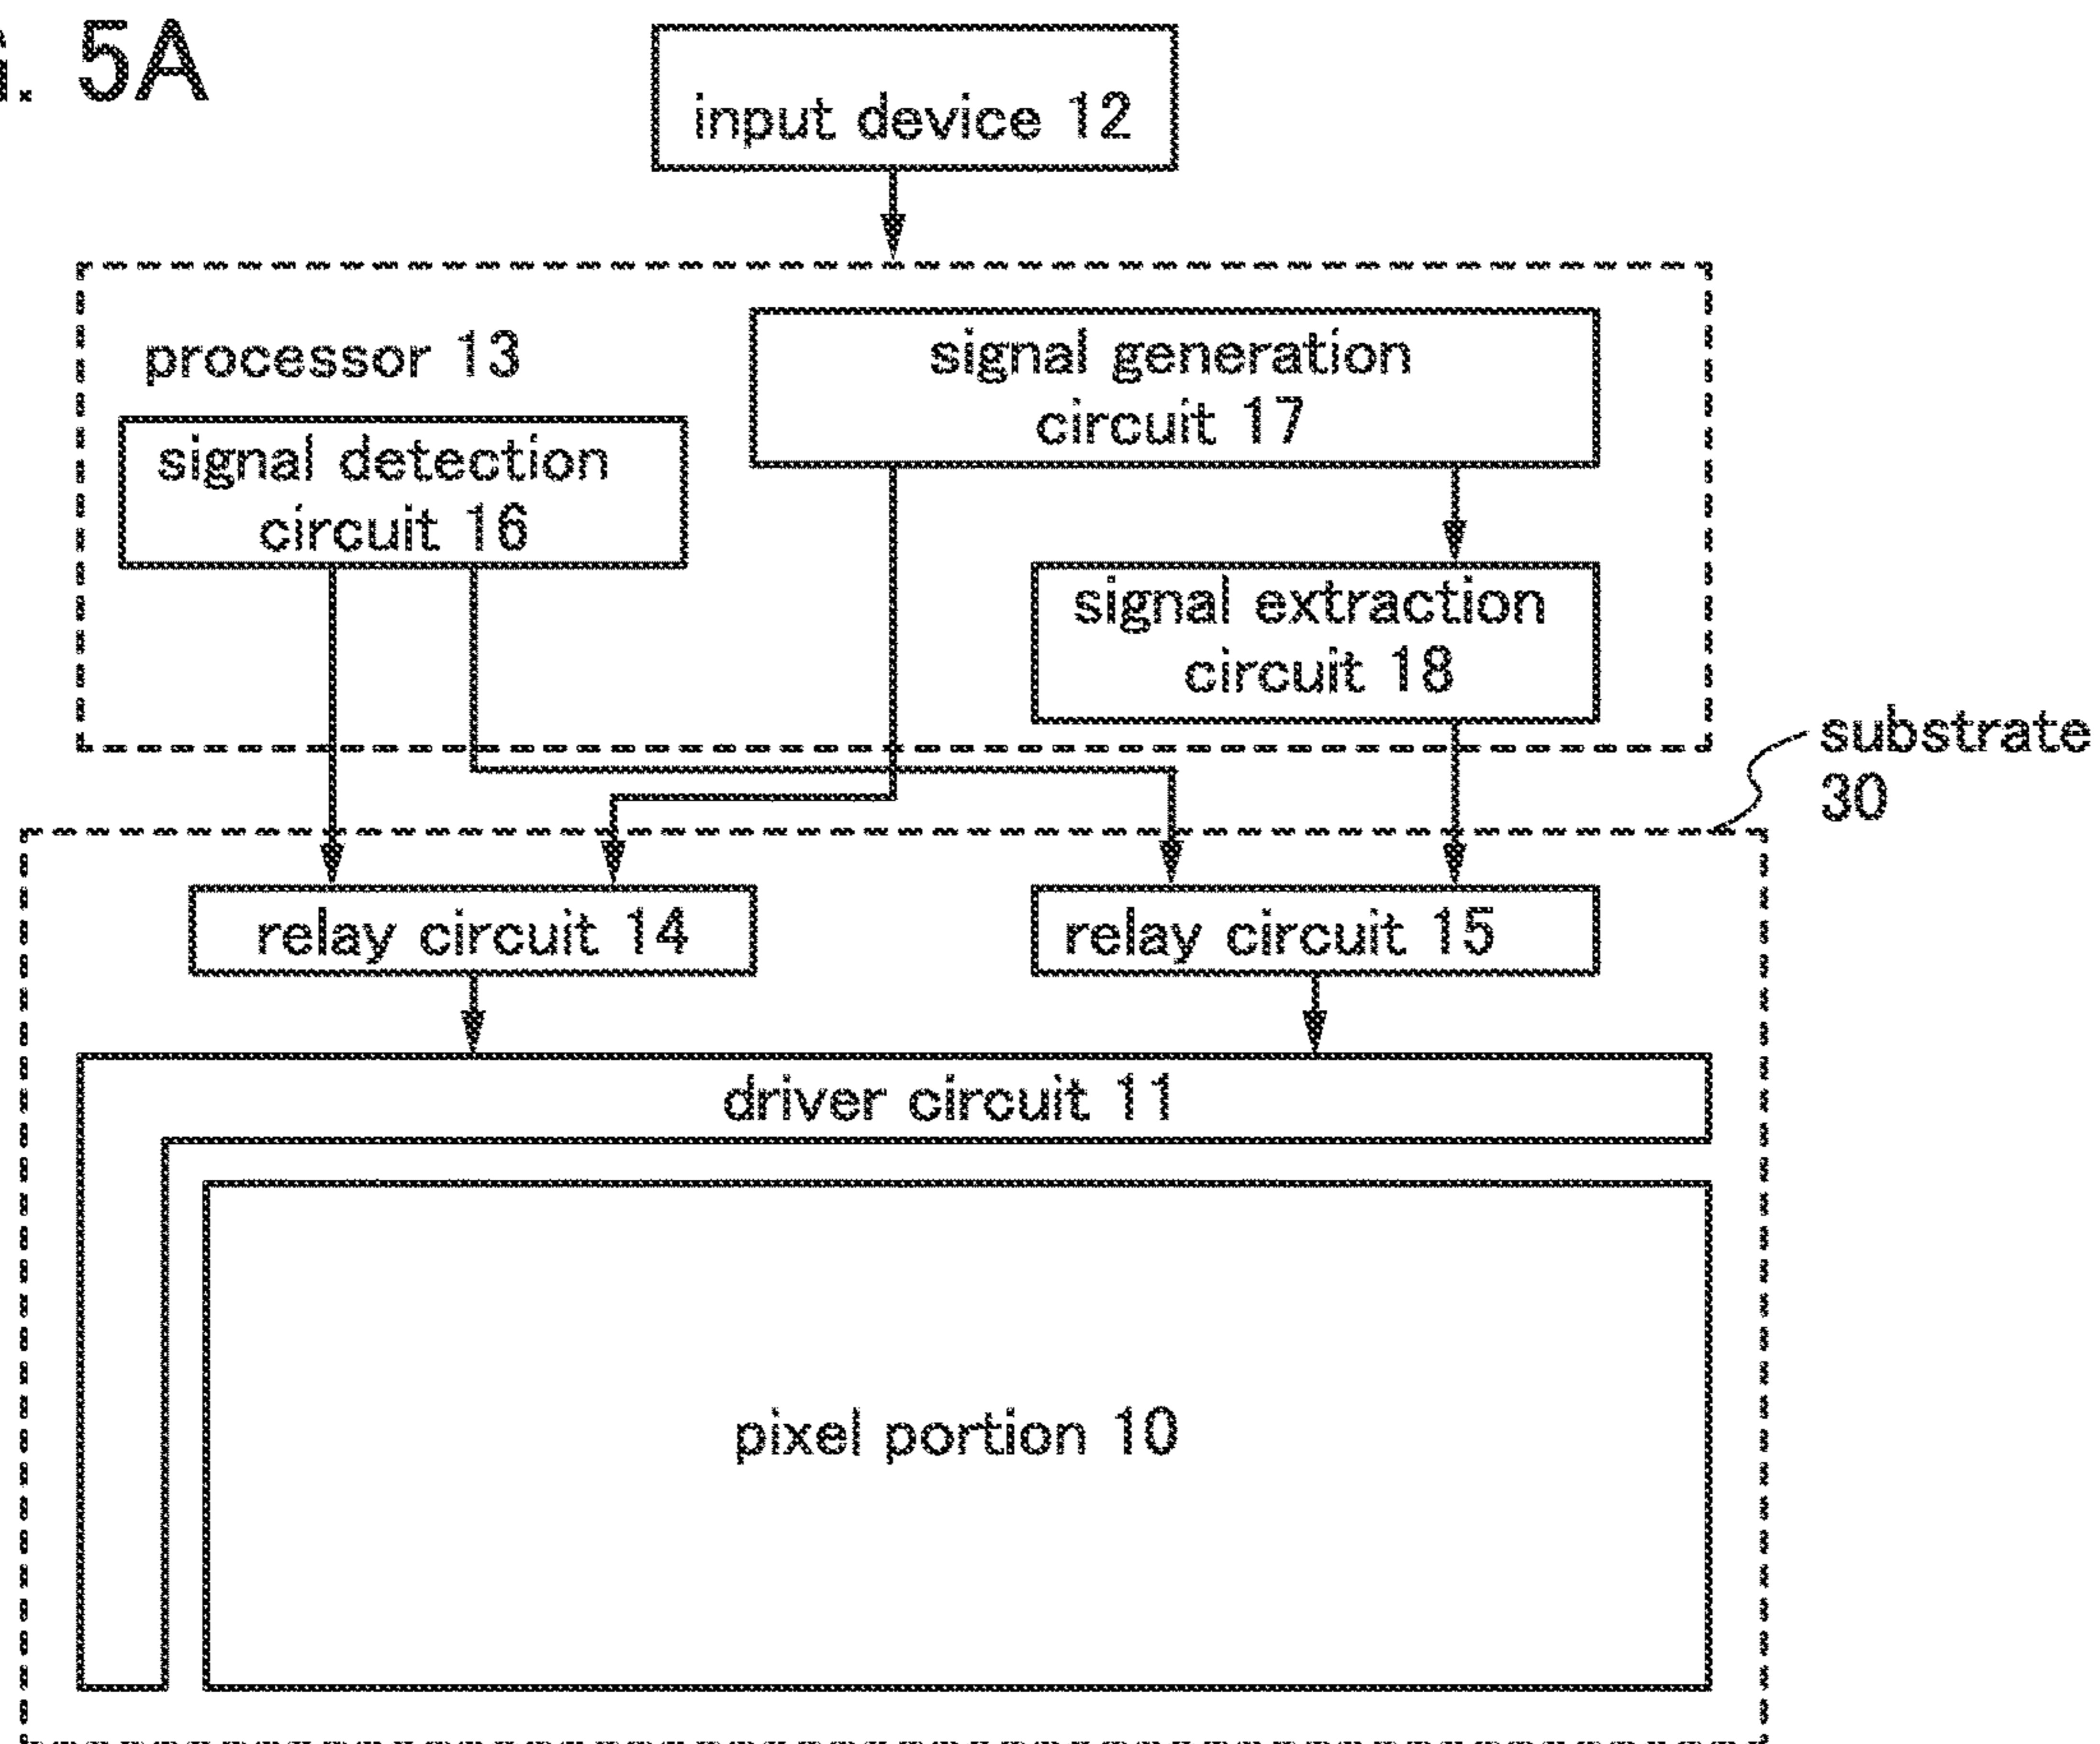 5A
input device 12
processor 13
signal generation
circuit 17
signal detection
circuit 16
signal extraction
circuit 18
substrate
30
relay circuit 14
relay circuit 15
driver circuit 11
pixel portion 10